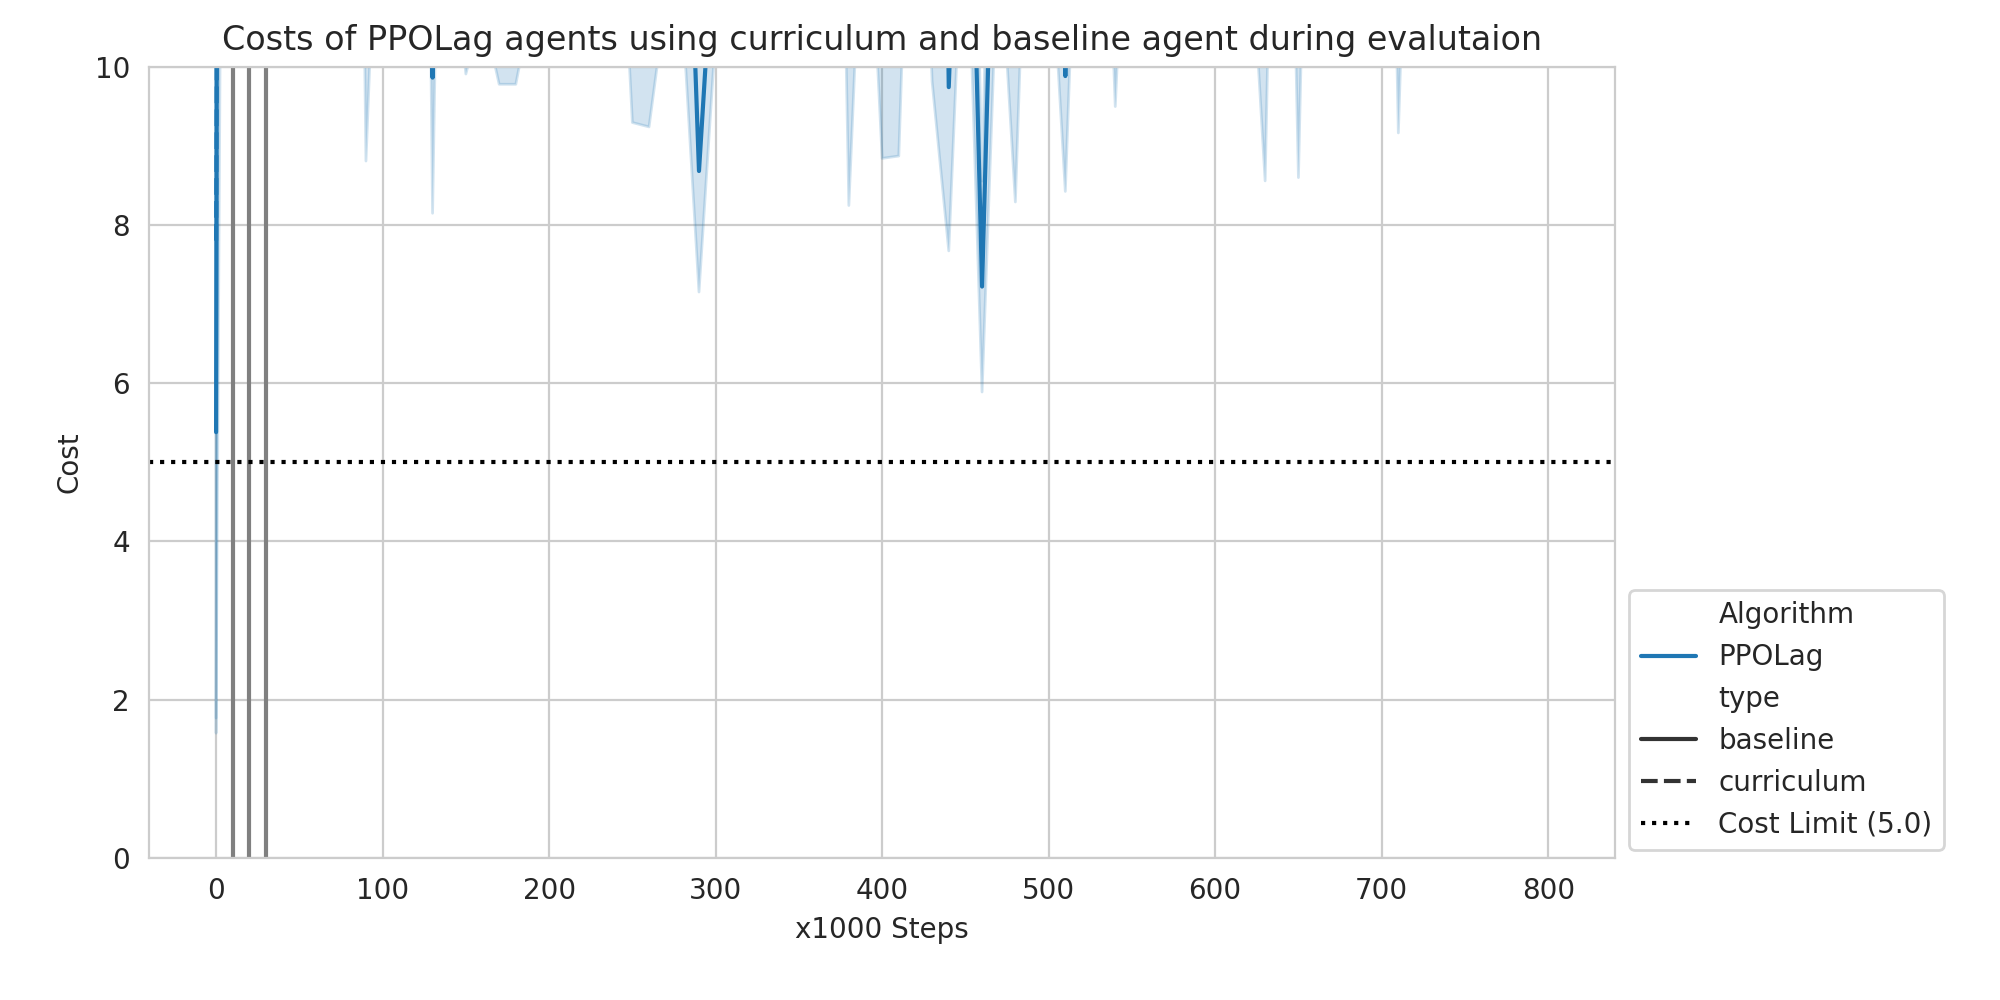 Costs of PPOLag agents using curriculum and baseline agent during evalutaion
10
8
6
4
2
0
Cost
0 100 200 300 400 500 600 700 800
x1000 Steps
Algorithm
PPOLag
type
baseline
curriculum
Cost Limit (5.0)